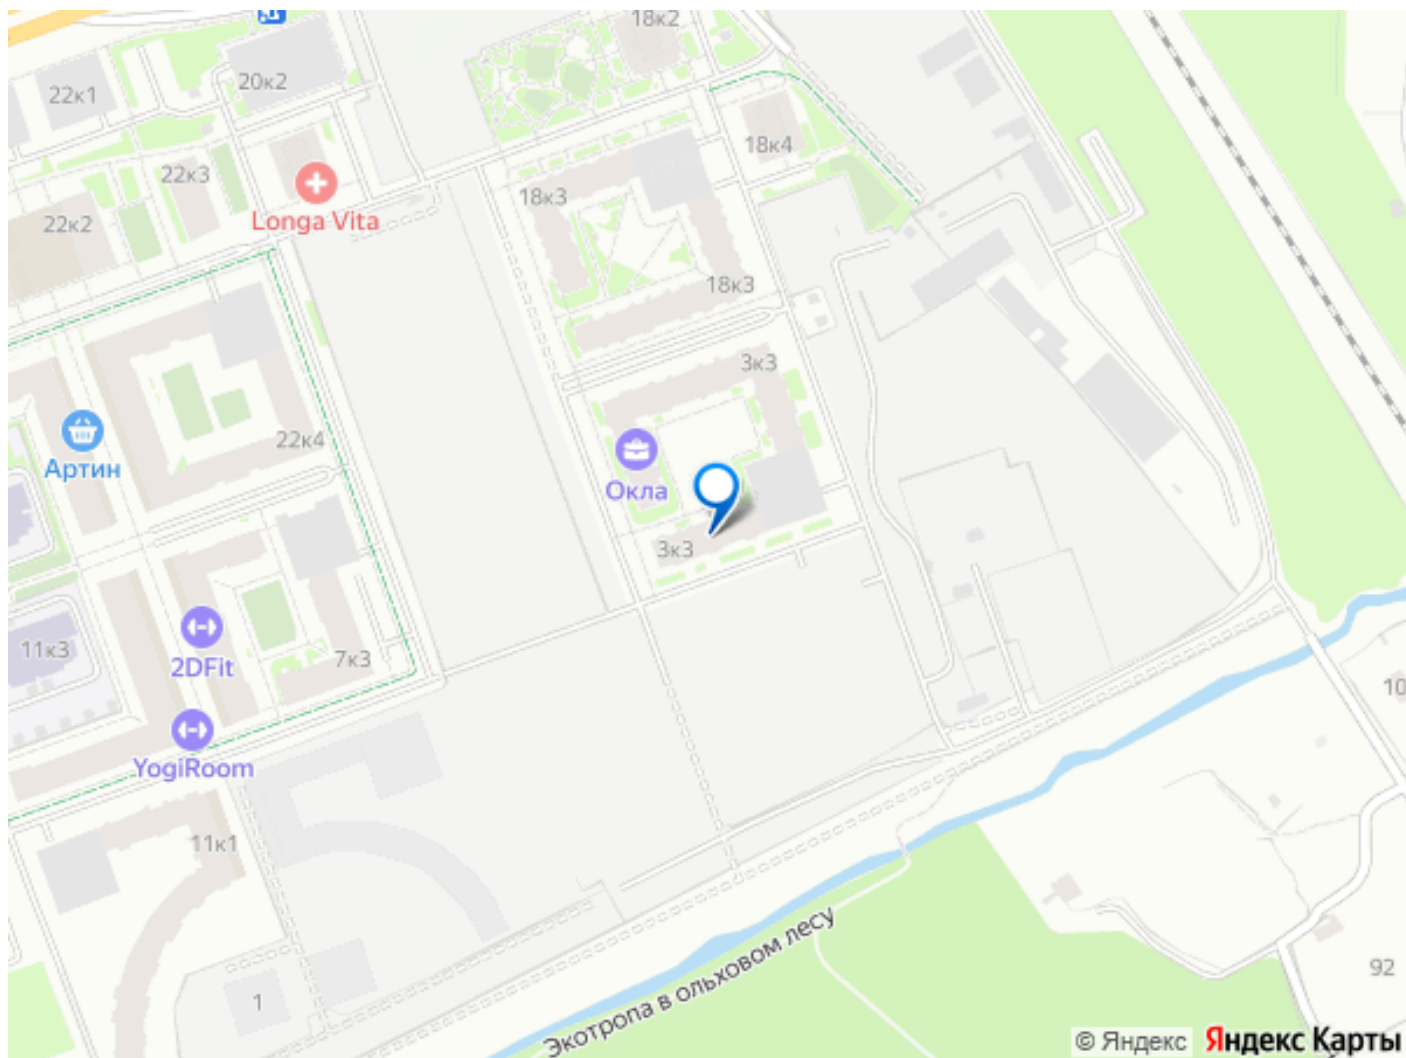 18к2
20к2
22к1
18к4
22к3
18к3
Longa Vita
22к2
18к3
3к3
22к4
Артин
Окла
3к3
11к3
7к3
2DFit
10
YogiRoom
11к1
Экотропа в ольховом лесу
92
1
© Яндекс Яндекс Карты